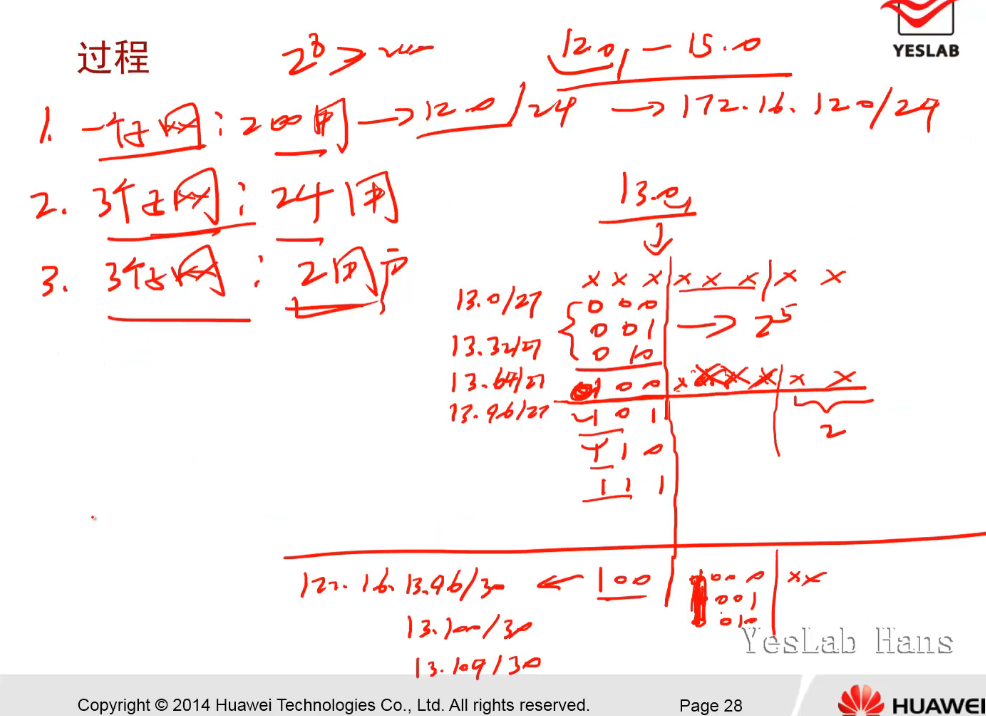 过程
2^8 ≥ 200
12.0 — 15.0
YESLAB
1. 一个子网: 200用 → 12.0/24 → 172.16.12.0/24
2. 3个子网: 24用
3. 3个子网: 2用户
13.0
x x x x x x x x
13.0/27 0 0 0
0 0 1 → 2^5
13.32/27 0 1 0
13.64/27 1 0 0 x x x
13.96/27 1 0 1 2
1 1 0
1 1 1
172.16.13.96/30 ← 100 000 xx
13.100/30 001
13.109/30 010
YesLab Hans
Copyright © 2014 Huawei Technologies Co., Ltd. All rights reserved.
Page 28
HUAWEI